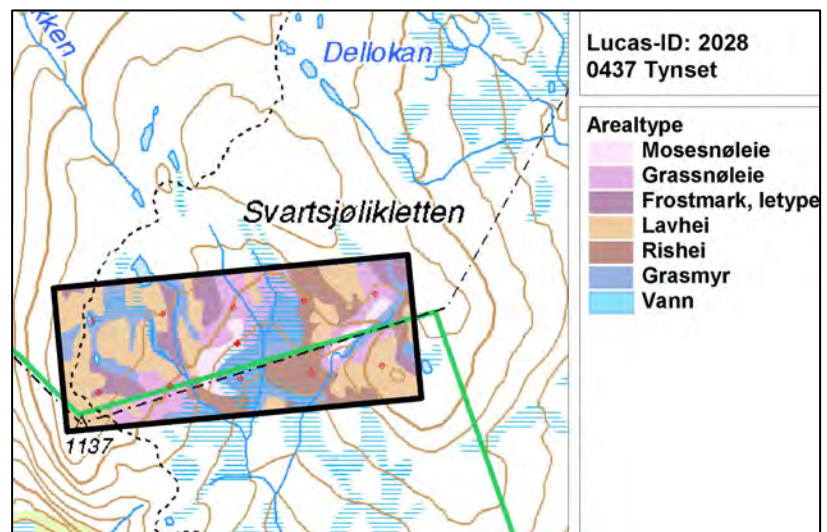 Dellokan
Svartsjølikletten
1137
Lucas-ID: 2028
0437 Tynset
Arealtype
Mosesnøleie
Grassnøleie
Frostmark, letype
Lavhei
Rishei
Grasmyr
Vann